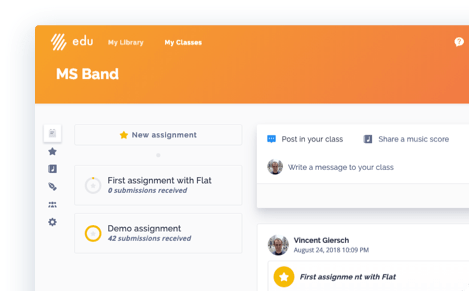 edu My Library My Classes
?
MS Band
New assignment
First assignment with Flat
0 submissions received
Demo assignment
42 submissions received
Post in your class Share a music score
Write a message to your class
Vincent Giersch
August 24, 2018 10:09 PM
First assignme nt with Flat